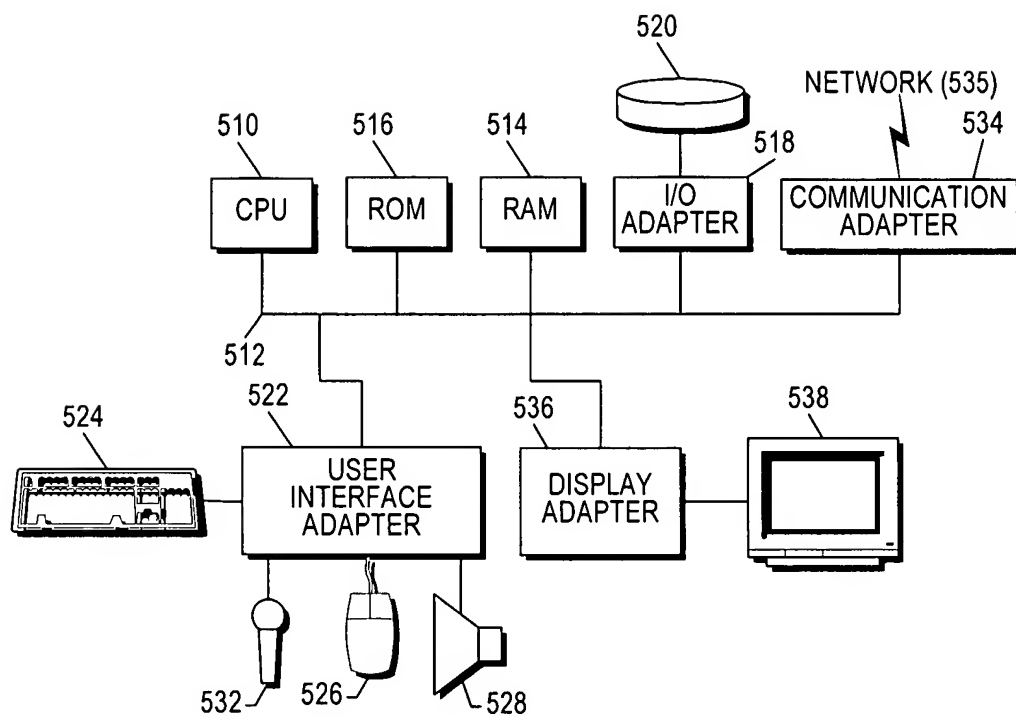 520
NETWORK (535)
510
516
514
518
534
CPU
ROM
RAM
I/O
ADAPTER
COMMUNICATION
ADAPTER
512
524
522
536
538
USER
INTERFACE
ADAPTER
DISPLAY
ADAPTER
532
526
528